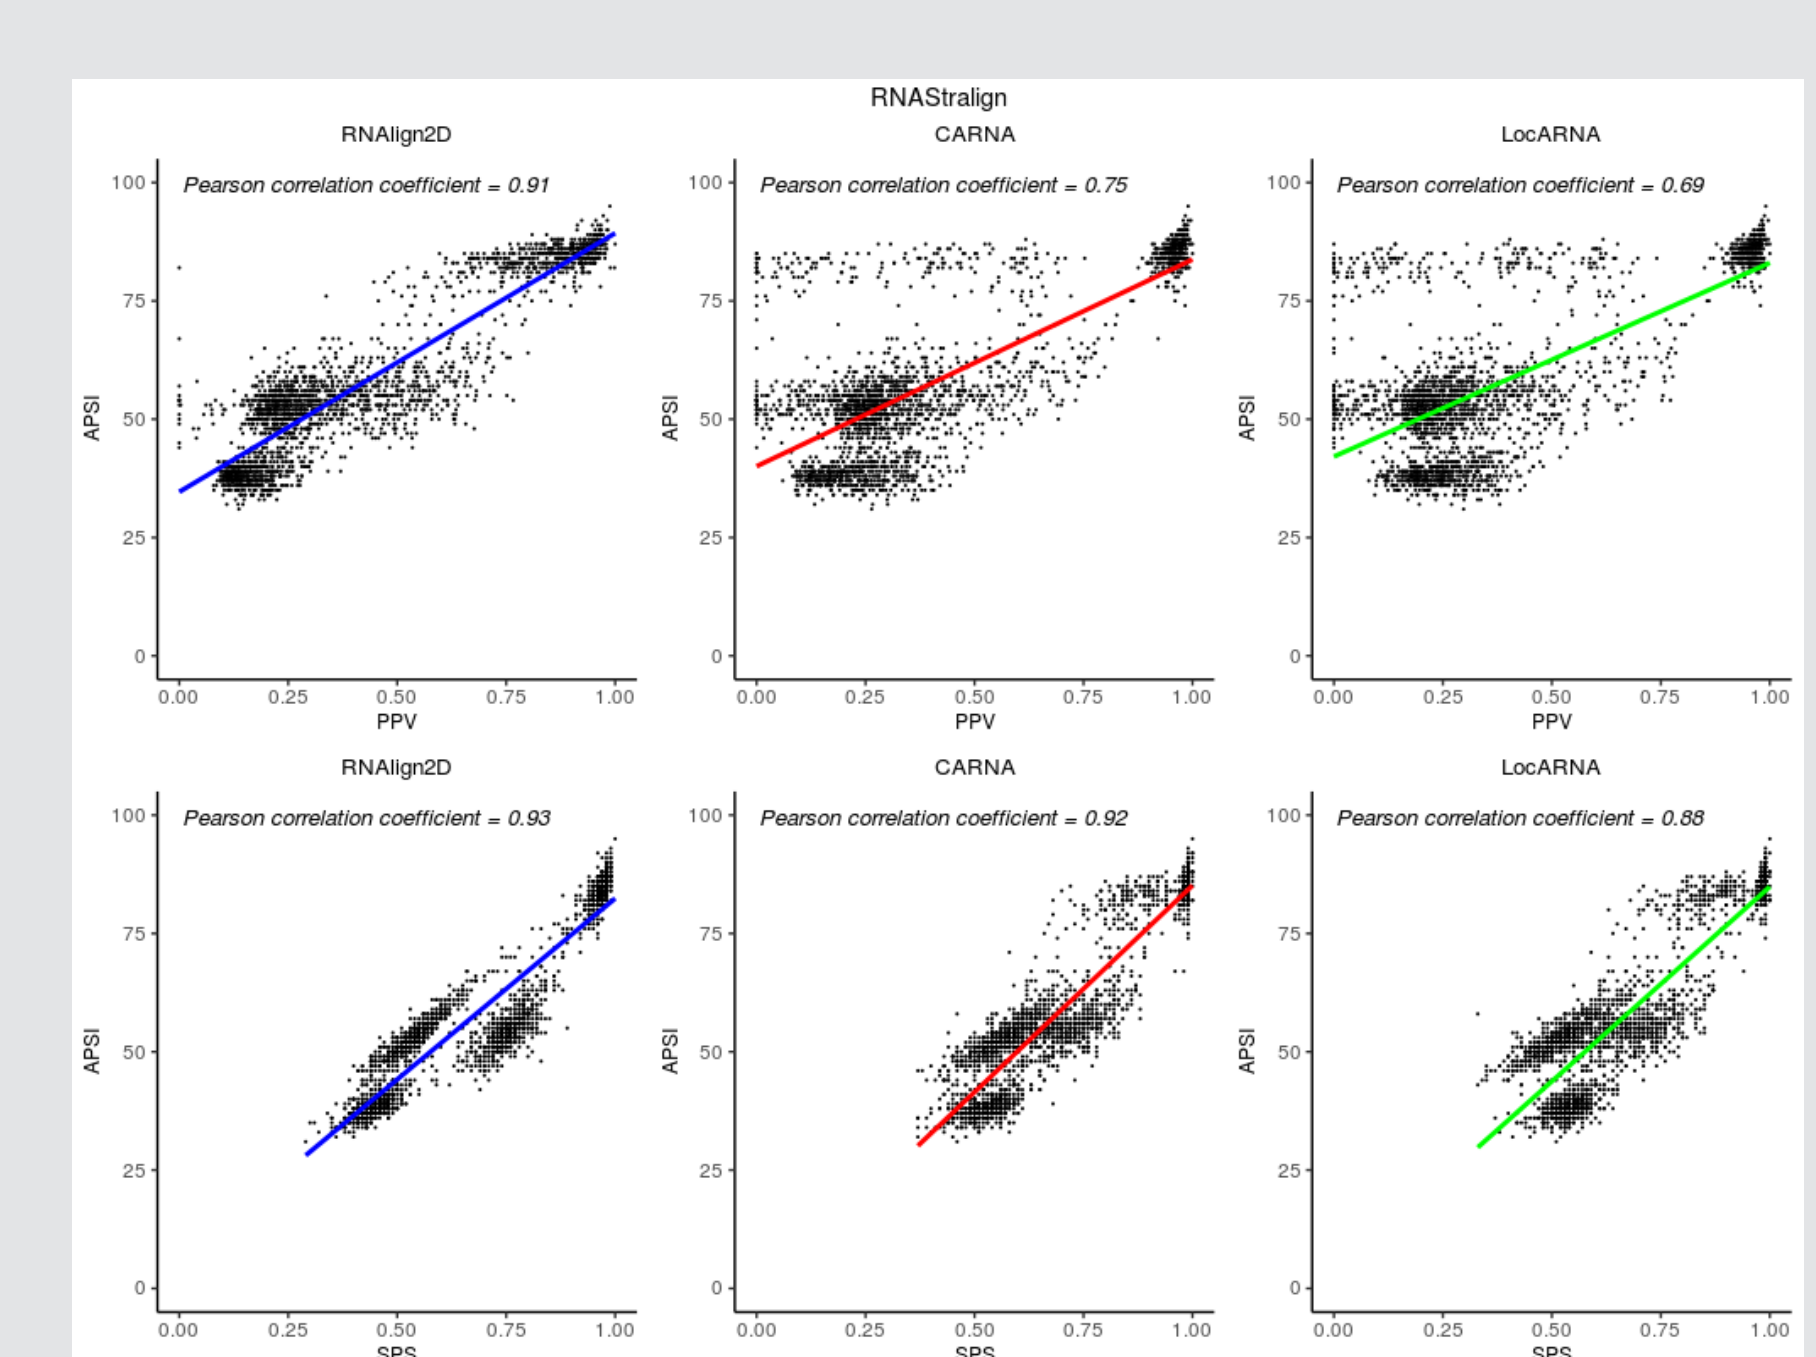 RNAStralign
RNAlign2D CARNA LocARNA
Pearson correlation coefficient = 0.91 Pearson correlation coefficient = 0.75 Pearson correlation coefficient = 0.69
100 100 100
75 75 75
50 50 50
APSI APSI APSI
25 25 25
0 0 0
0.00 0.25 0.50 0.75 1.00 0.00 0.25 0.50 0.75 1.00 0.00 0.25 0.50 0.75 1.00
PPV PPV PPV
RNAlign2D CARNA LocARNA
Pearson correlation coefficient = 0.93 Pearson correlation coefficient = 0.92 Pearson correlation coefficient = 0.88
100 100 100
75 75 75
50 50 50
APSI APSI APSI
25 25 25
0 0 0
0.00 0.25 0.50 0.75 1.00 0.00 0.25 0.50 0.75 1.00 0.00 0.25 0.50 0.75 1.00
SPS SPS SPS